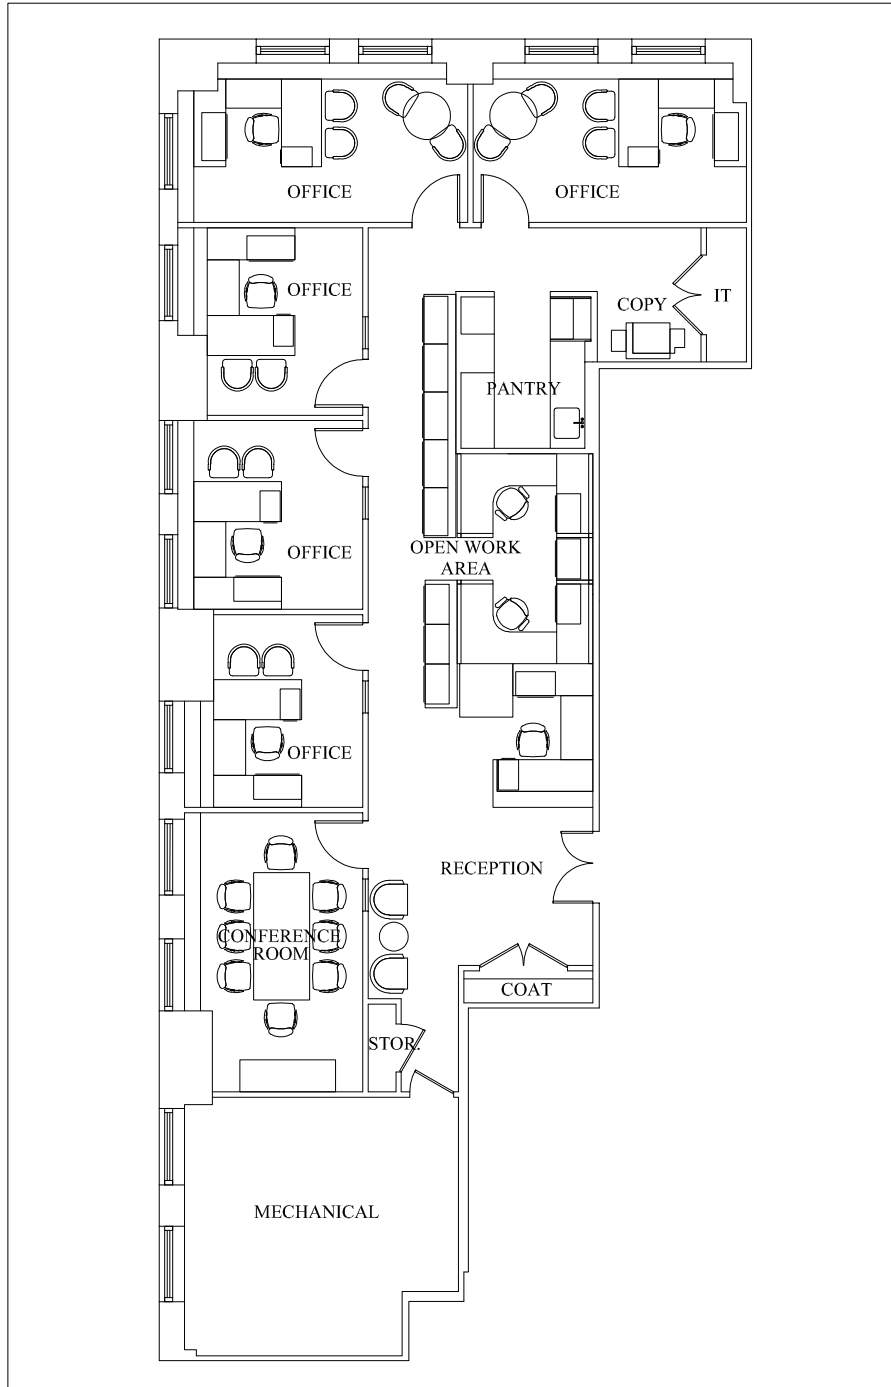 OFFICE
OFFICE
OFFICE
COPY
IT
PANTRY
OFFICE
OPEN WORK
AREA
OFFICE
RECEPTION
CONFERENCE
ROOM
COAT
STOR.
MECHANICAL